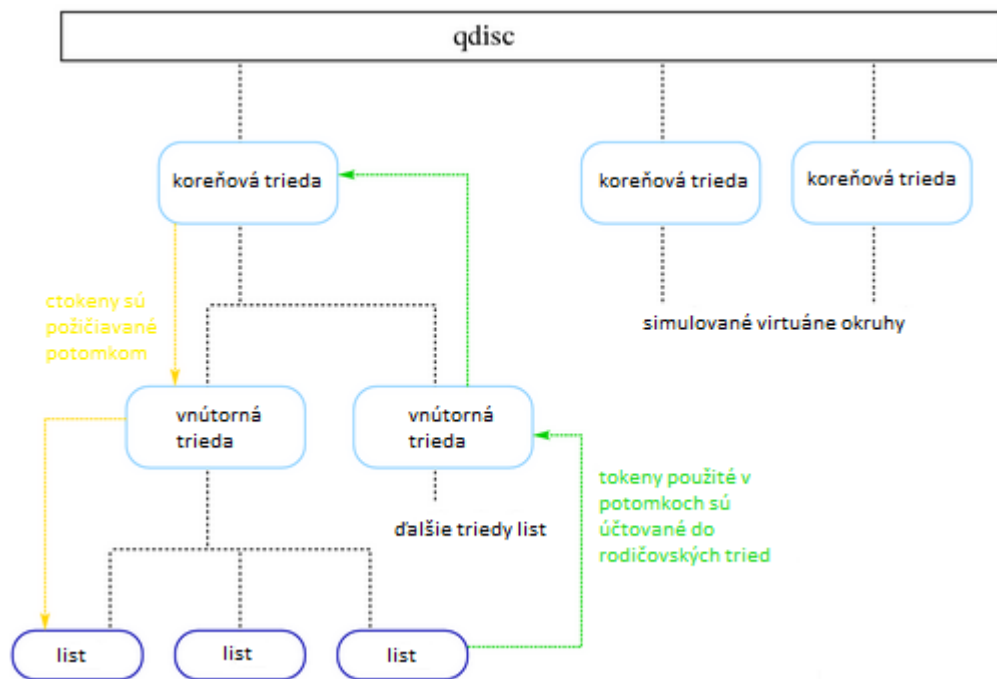 qdisc
koreňová trieda
koreňová trieda
koreňová trieda
ctokeny sú
požičiavané
potomkom
simulované virtuáne okruhy
vnútorná
trieda
vnútorná
trieda
tokeny použité v
potomkoch sú
účtované do
rodičovských tried
ďalšie triedy list
list
list
list